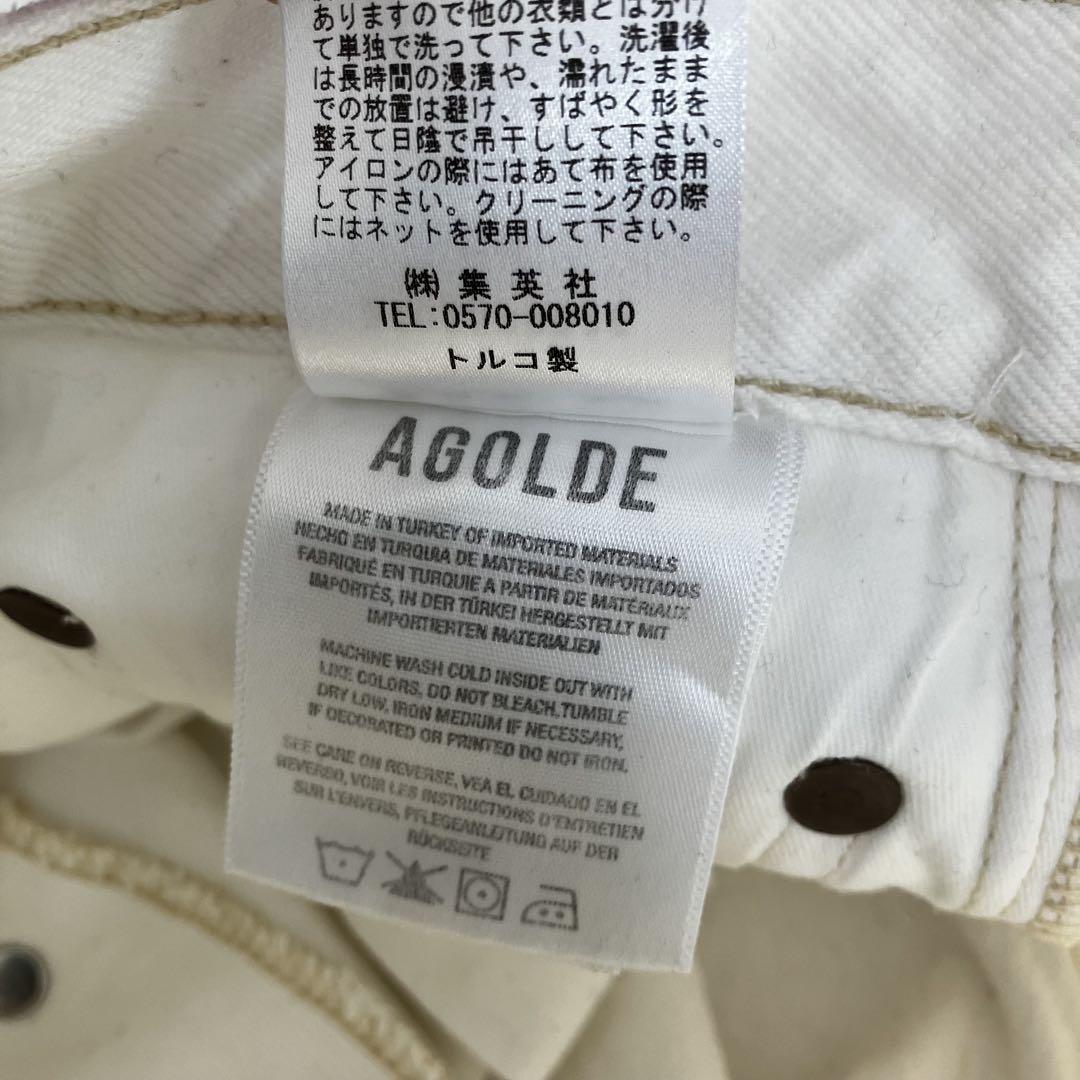 ありますので他の衣類とは分け
て単独で洗って下さい。洗濯後
は長時間の浸漬や、濡れたまま
での放置は避け、すばやく形を
整えて日陰で吊干しして下さい。
アイロンの際にはあて布を使用
して下さい。クリーニングの際
にはネットを使用して下さい。
㈱ 集英社
TEL:0570-008010
トルコ製
AGOLDE
MADE IN TURKEY OF IMPORTED MATERIALS
HECHO EN TURQUIA DE MATERIALES IMPORTADOS
FABRIQUÉ EN TURQUIE A PARTIR DE MATÉRIAUX
IMPORTÉS, IN DER TÜRKEI HERGESTELLT MIT
IMPORTIERTEN MATERIALIEN
MACHINE WASH COLD INSIDE OUT WITH
LIKE COLORS, DO NOT BLEACH,TUMBLE
DRY LOW, IRON MEDIUM IF NECESSARY,
IF DECORATED OR PRINTED DO NOT IRON.
SEE CARE ON REVERSE, VEA EL CUIDADO EN EL
REVERSO, VOIR LES INSTRUCTIONS D'ENTRETIEN
SUR L'ENVERS, PFLEGEANLEITUNG AUF DER
RÜCKSEITE